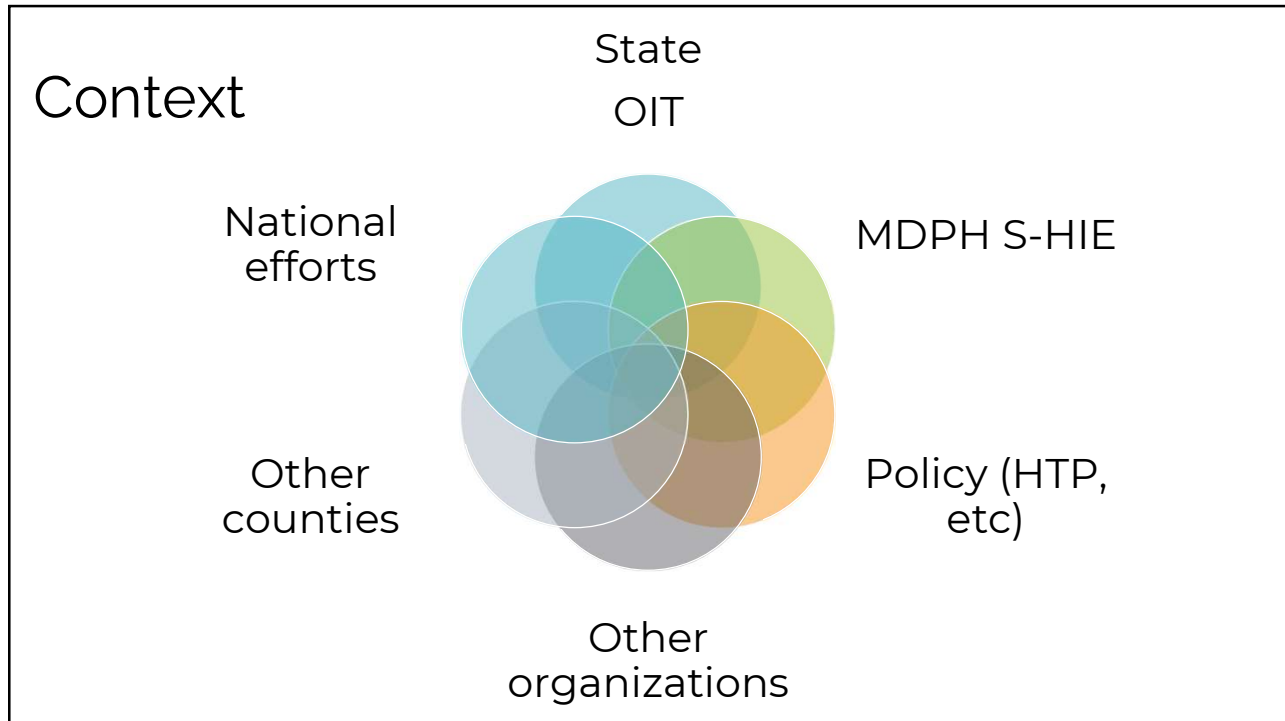 Context
State
OIT
MDPH S-HIE
Policy (HTP,
etc)
Other
organizations
Other
counties
National
efforts